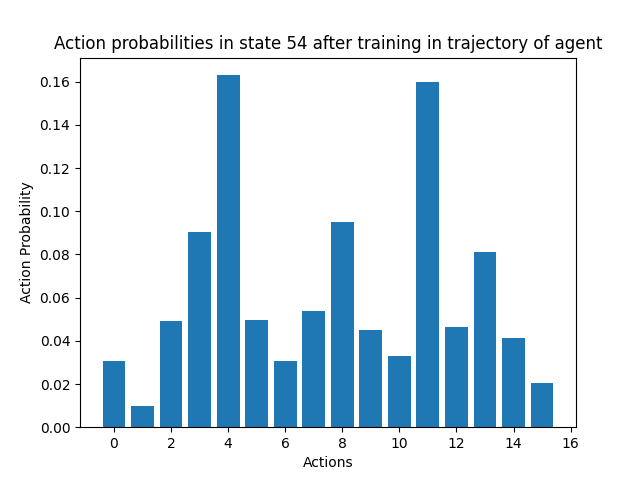 Action probabilities in state 54 after training in trajectory of agent
0.16
0.14
0.12
0.10
0.08
0.06
0.04
0.02
0.00
Action Probability
0 2 4 6 8 10 12 14 16
Actions